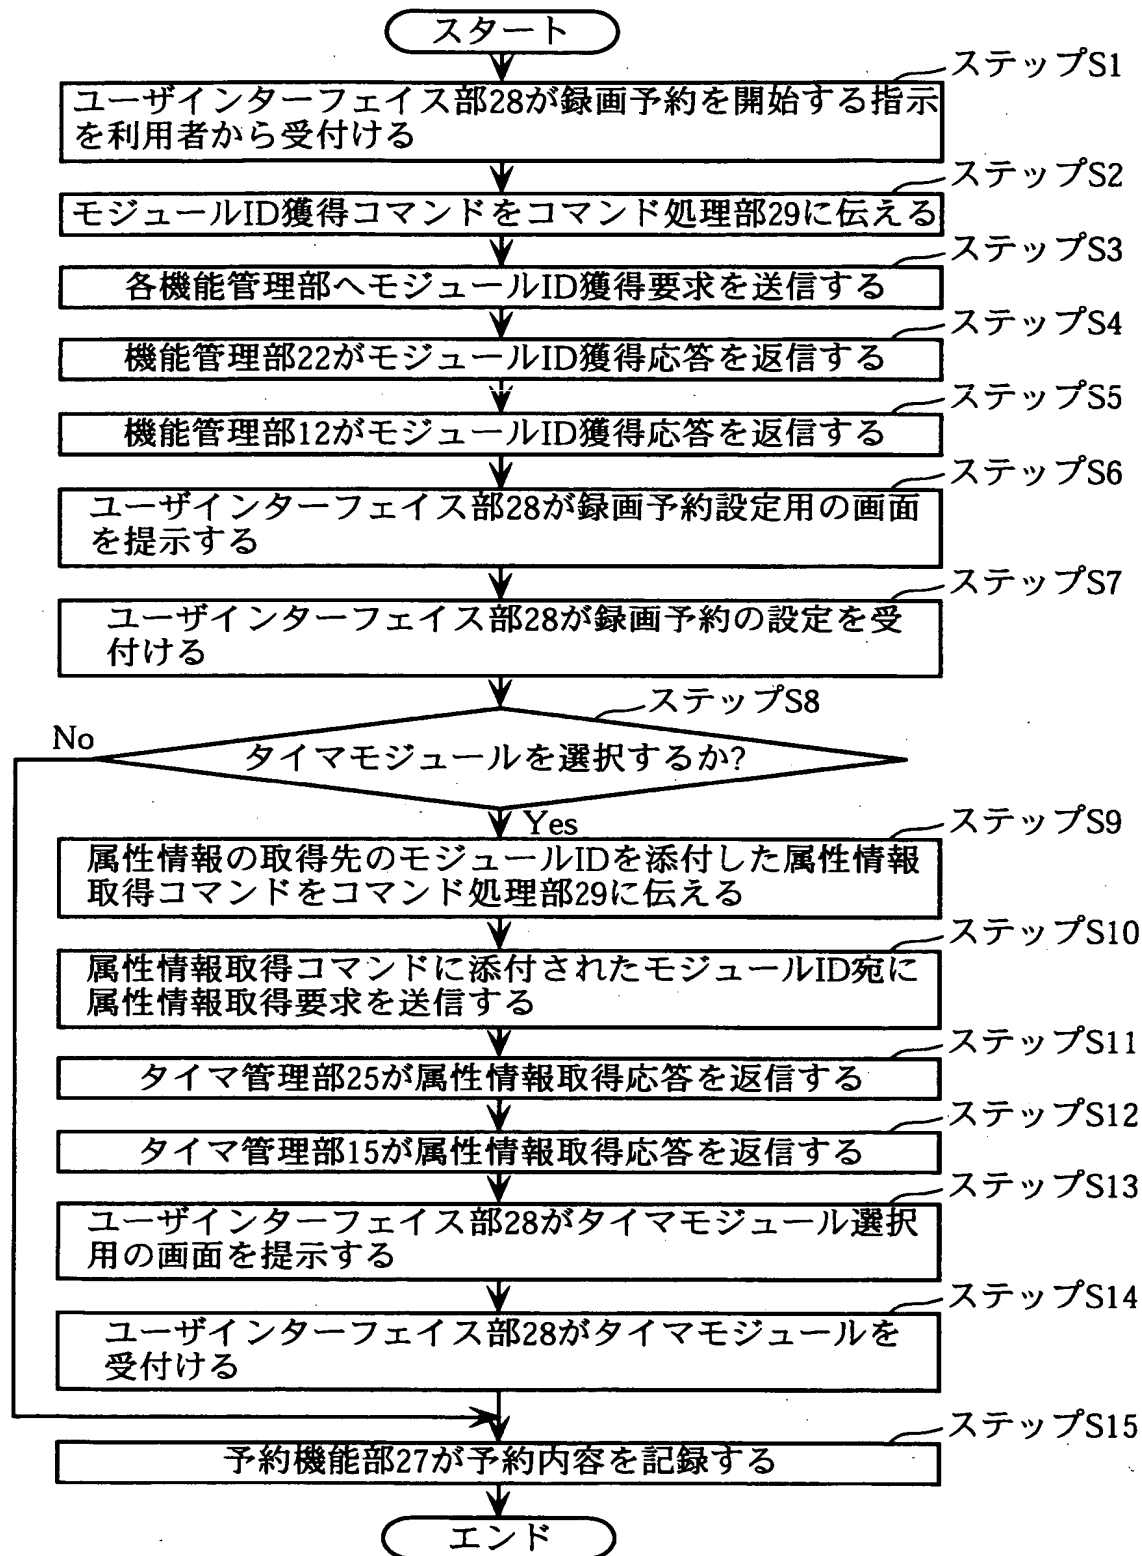 スタート
ステップS1
ユーザインターフェイス部28が録画予約を開始する指示
を利用者から受付ける
ステップS2
モジュールID獲得コマンドをコマンド処理部29に伝える
ステップS3
各機能管理部へモジュールID獲得要求を送信する
ステップS4
機能管理部22がモジュールID獲得応答を返信する
ステップS5
機能管理部12がモジュールID獲得応答を返信する
ステップS6
ユーザインターフェイス部28が録画予約設定用の画面
を提示する
ステップS7
ユーザインターフェイス部28が録画予約の設定を受
付ける
ステップS8
No
タイマモジュールを選択するか?
Yes
ステップS9
属性情報の取得先のモジュールIDを添付した属性情報
取得コマンドをコマンド処理部29に伝える
ステップS10
属性情報取得コマンドに添付されたモジュールID宛に
属性情報取得要求を送信する
ステップS11
タイマ管理部25が属性情報取得応答を返信する
ステップS12
タイマ管理部15が属性情報取得応答を返信する
ステップS13
ユーザインターフェイス部28がタイマモジュール選択
用の画面を提示する
ステップS14
ユーザインターフェイス部28がタイマモジュールを
受付ける
ステップS15
予約機能部27が予約内容を記録する
エンド